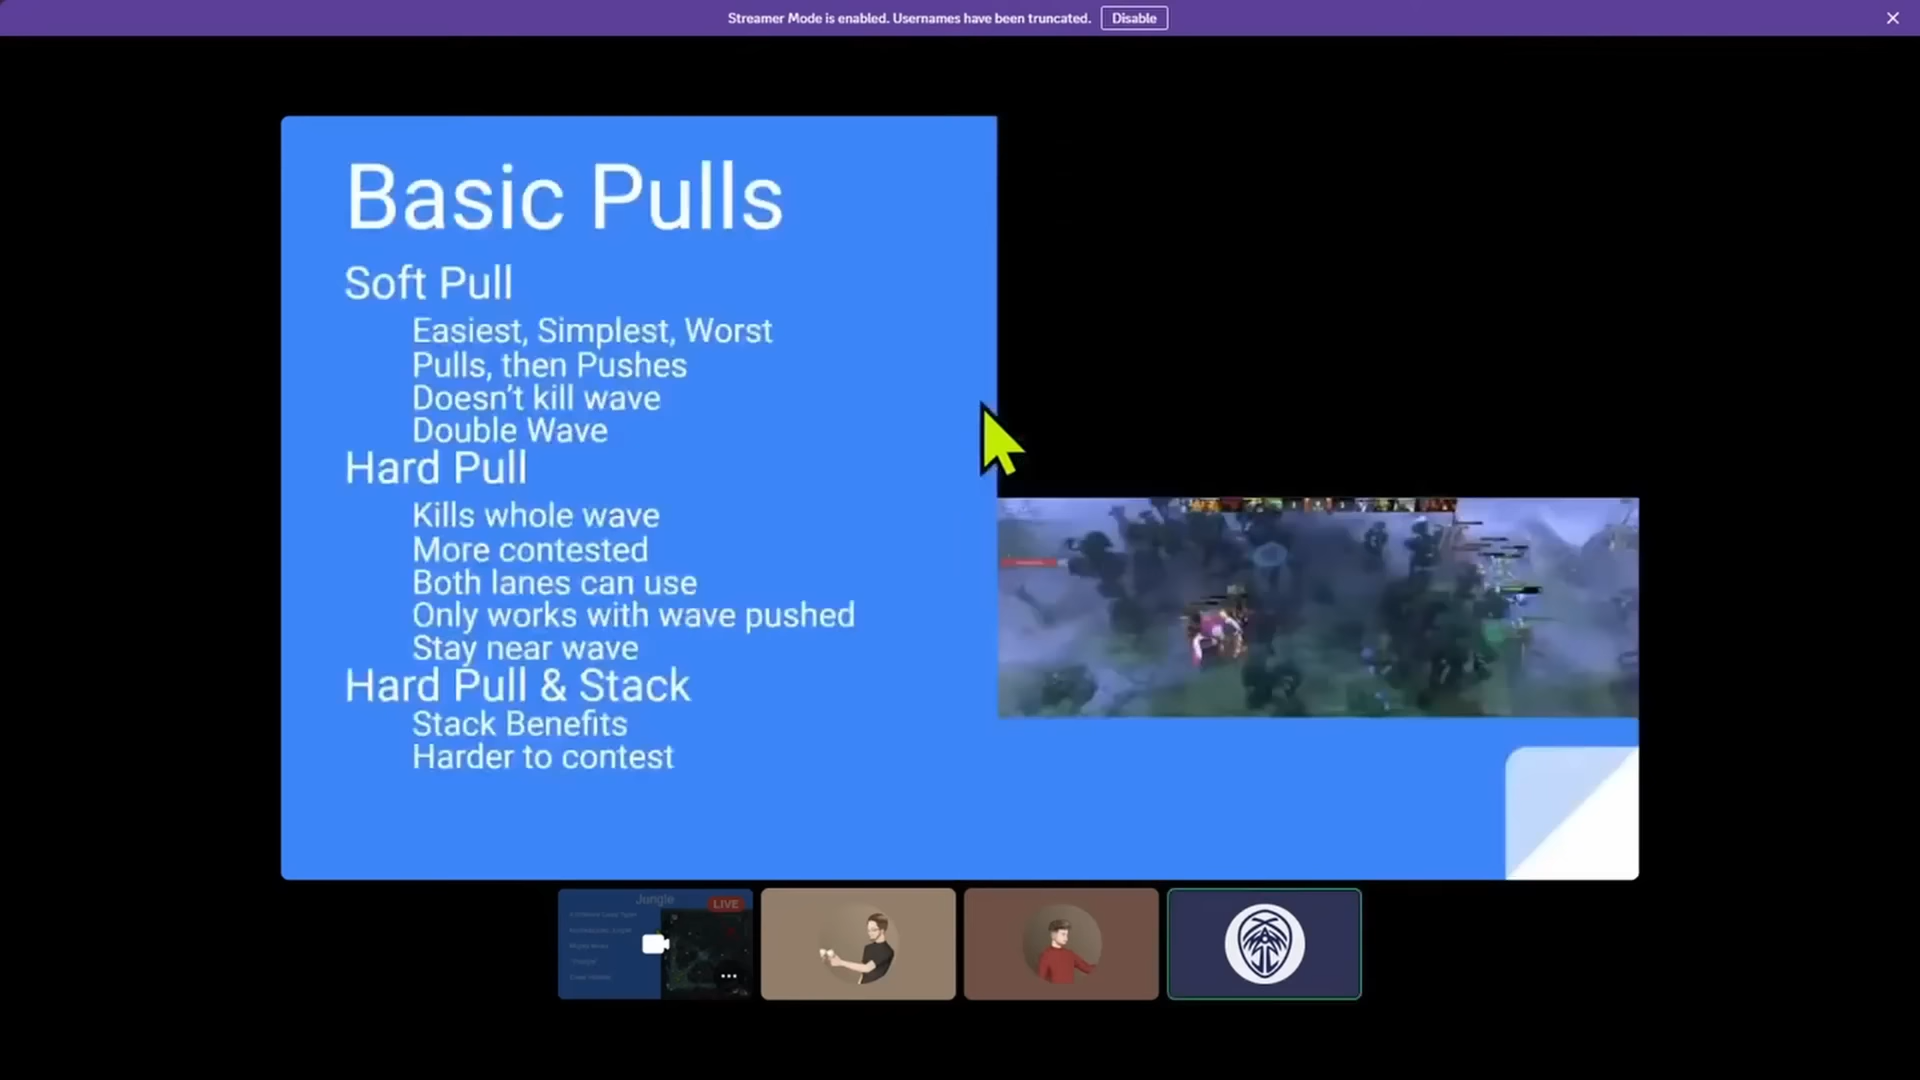 Streamer Mode is enabled. Usernames have been truncated. Disable
Basic Pulls
Soft Pull
Easiest, Simplest, Worst
Pulls, then Pushes
Doesn't kill wave
Double Wave
Hard Pull
Kills whole wave
More contested
Both lanes can use
Only works with wave pushed
Stay near wave
Hard Pull & Stack
Stack Benefits
Harder to contest
Jungle
LIVE